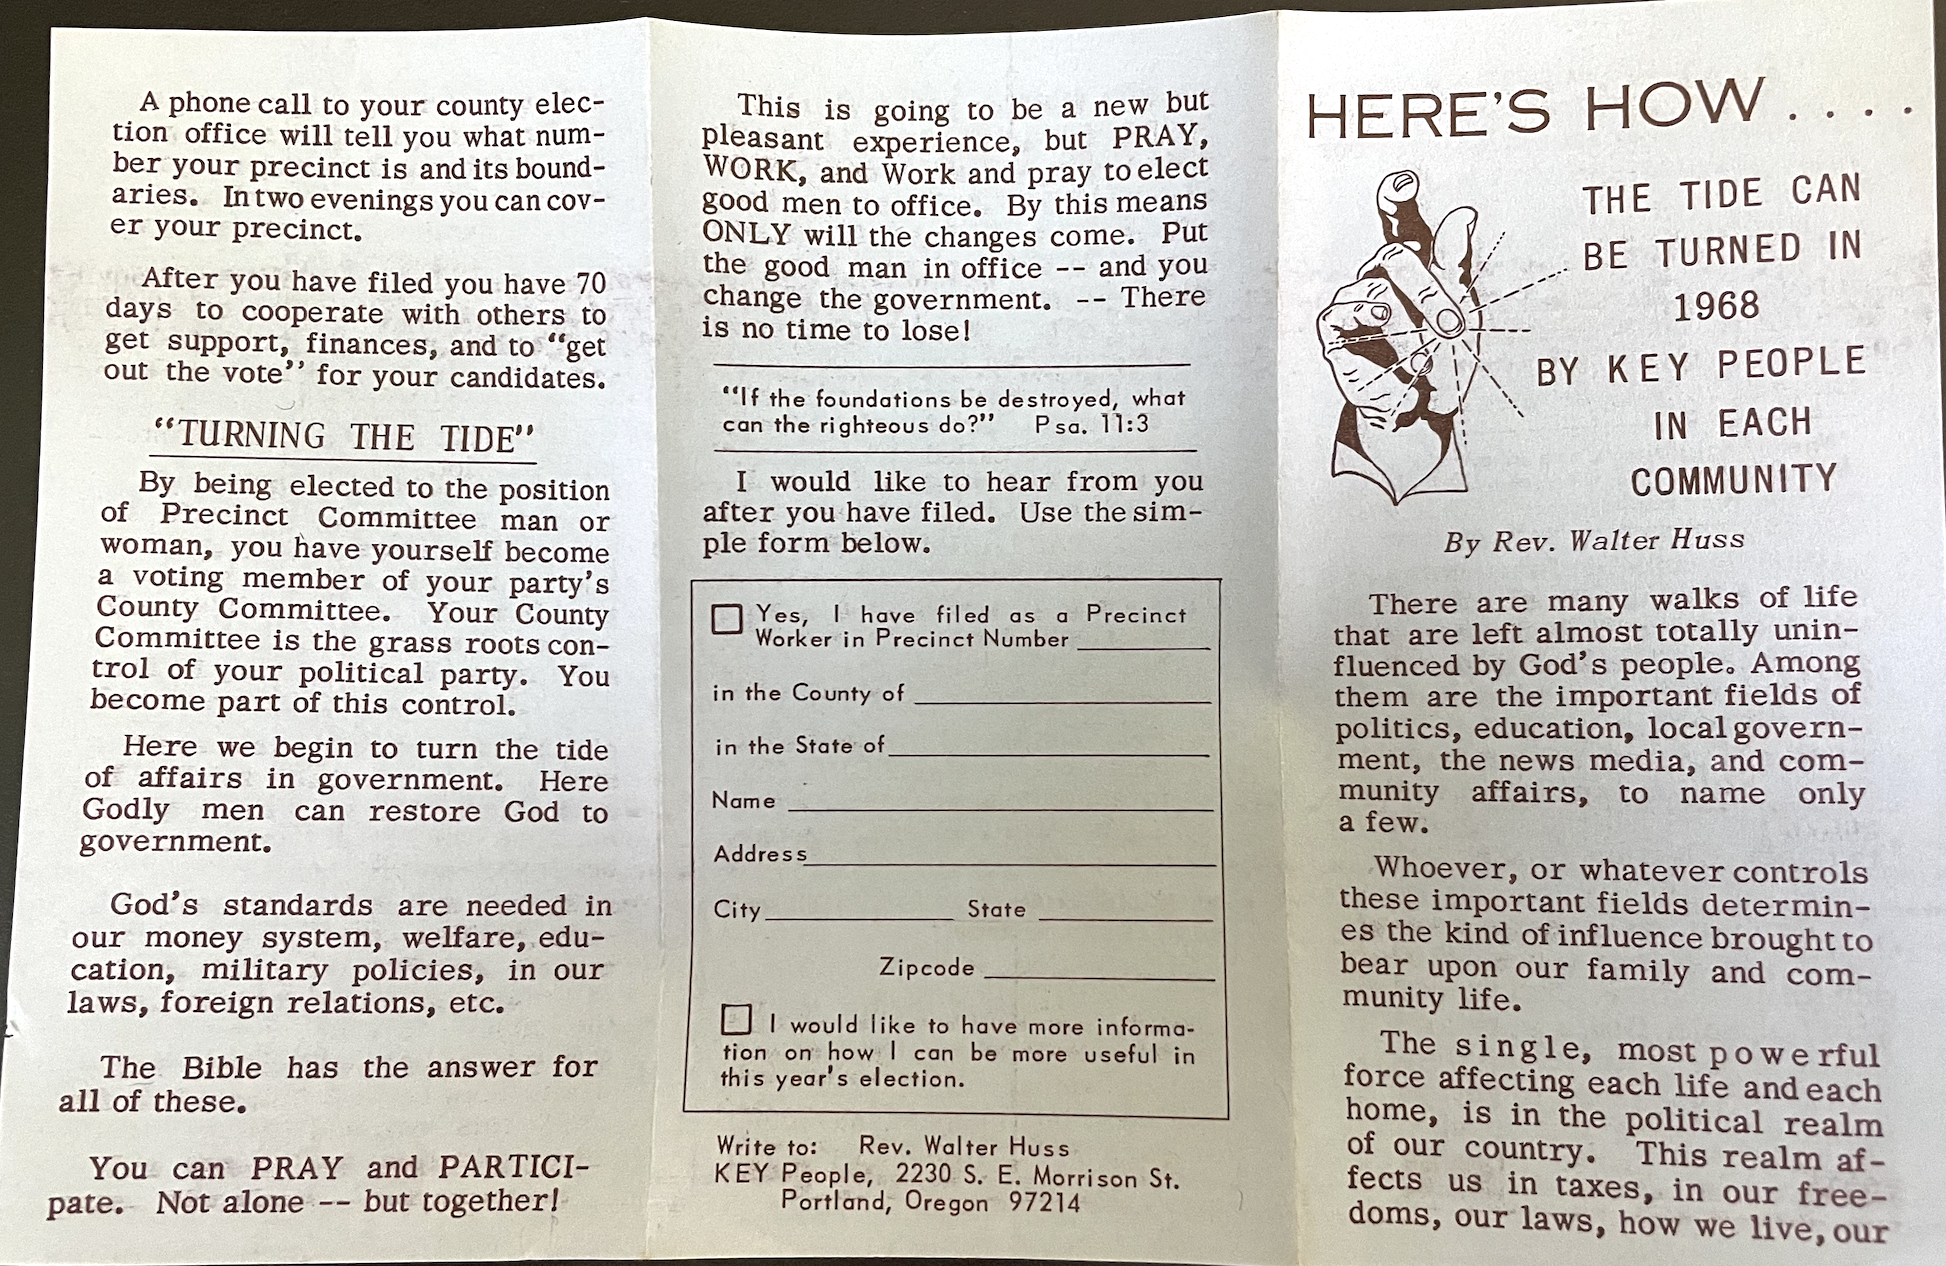 A phone call to your county elec-
tion office will tell you what num-
ber your precinct is and its bound-
aries. In two evenings you can cov-
er your precinct.
After you have filed you have 70
days to cooperate with others to
get support, finances, and to “get
out the vote” for your candidates.
“TURNING THE TIDE”
By being elected to the position
of Precinct Committee man or
woman, you have yourself become
a voting member of your party's
County Committee. Your County
Committee is the grass roots con-
trol of your political party. You
become part of this control.
Here we begin to turn the tide
of affairs in government. Here
Godly men can restore God to
government.
God's standards are needed in
our money system, welfare, edu-
cation, military policies, in our
laws, foreign relations, etc.
The Bible has the answer for
all of these.
You can PRAY and PARTICI-
pate. Not alone -- but together!
This is going to be a new but
pleasant experience, but PRAY,
WORK, and Work and pray to elect
good men to office. By this means
ONLY will the changes come. Put
the good man in office -- and you
change the government. -- There
is no time to lose!
“If the foundations be destroyed, what
can the righteous do?” Psa. 11:3
I would like to hear from you
after you have filed. Use the sim-
ple form below.
Yes, I have filed as a Precinct
Worker in Precinct Number
in the County of
in the State of
Name
Address
City State
Zipcode
I would like to have more informa-
tion on how I can be more useful in
this year's election.
Write to: Rev. Walter Huss
KEY People, 2230 S. E. Morrison St.
Portland, Oregon 97214
HERE'S HOW . . . .
THE TIDE CAN
BE TURNED IN
1968
BY KEY PEOPLE
IN EACH
COMMUNITY
By Rev. Walter Huss
There are many walks of life
that are left almost totally unin-
fluenced by God's people. Among
them are the important fields of
politics, education, local govern-
ment, the news media, and com-
munity affairs, to name only
a few.
Whoever, or whatever controls
these important fields determin-
es the kind of influence brought to
bear upon our family and com-
munity life.
The single, most powerful
force affecting each life and each
home, is in the political realm
of our country. This realm af-
fects us in taxes, in our free-
doms, our laws, how we live, our